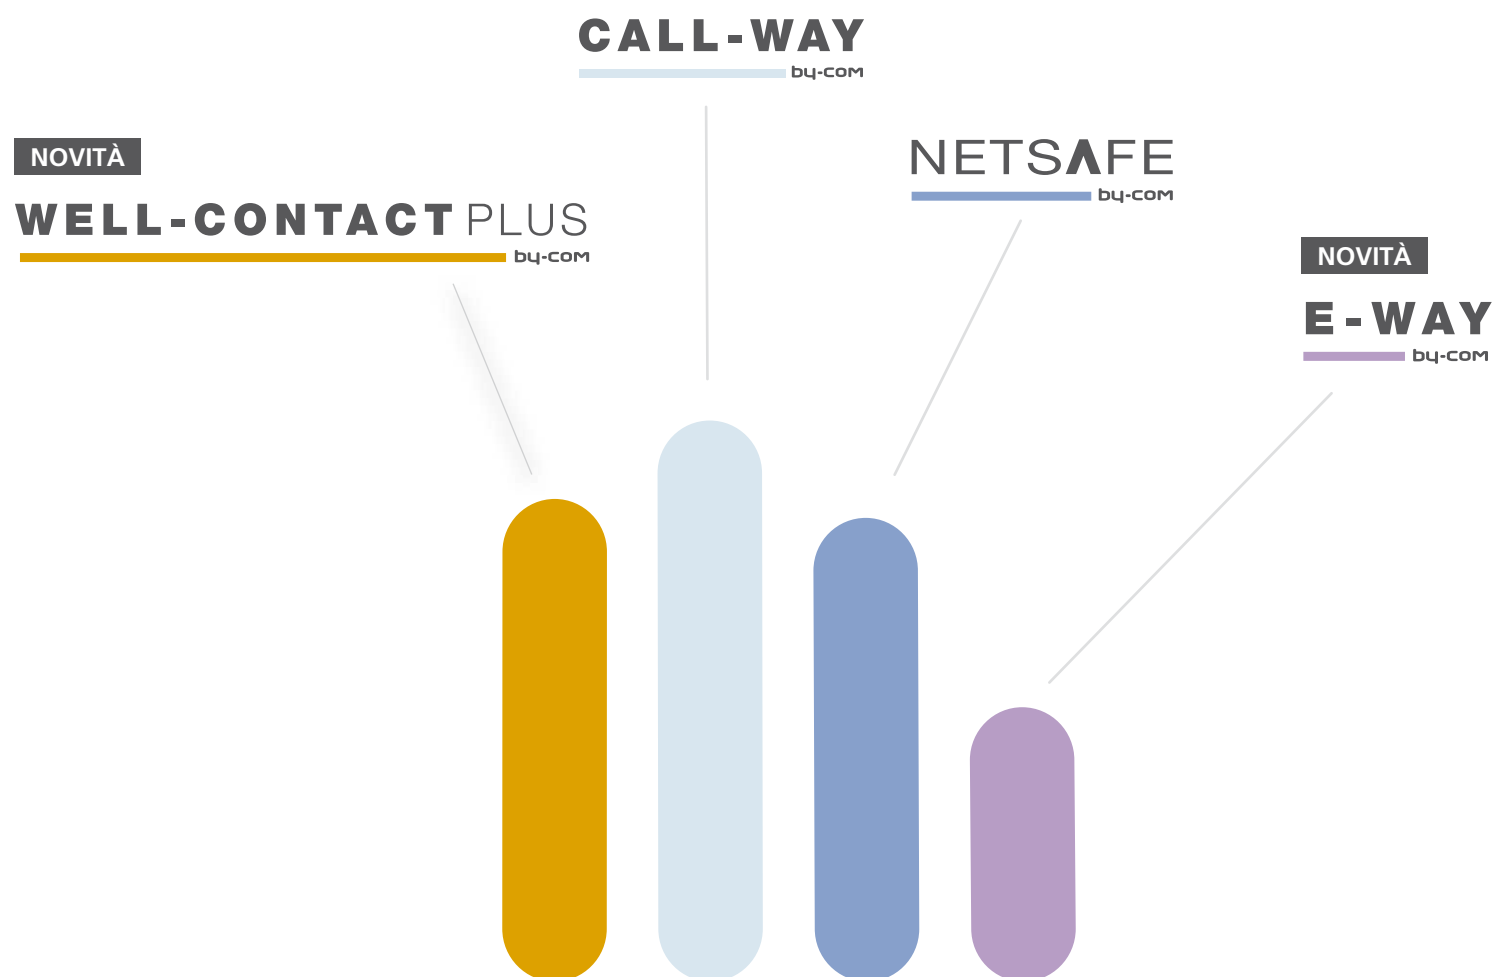 CALL-WAY
by-com
NOVITÀ
WELL-CONTACT PLUS
by-com
NETSAFE
by-com
NOVITÀ
E-WAY
by-com